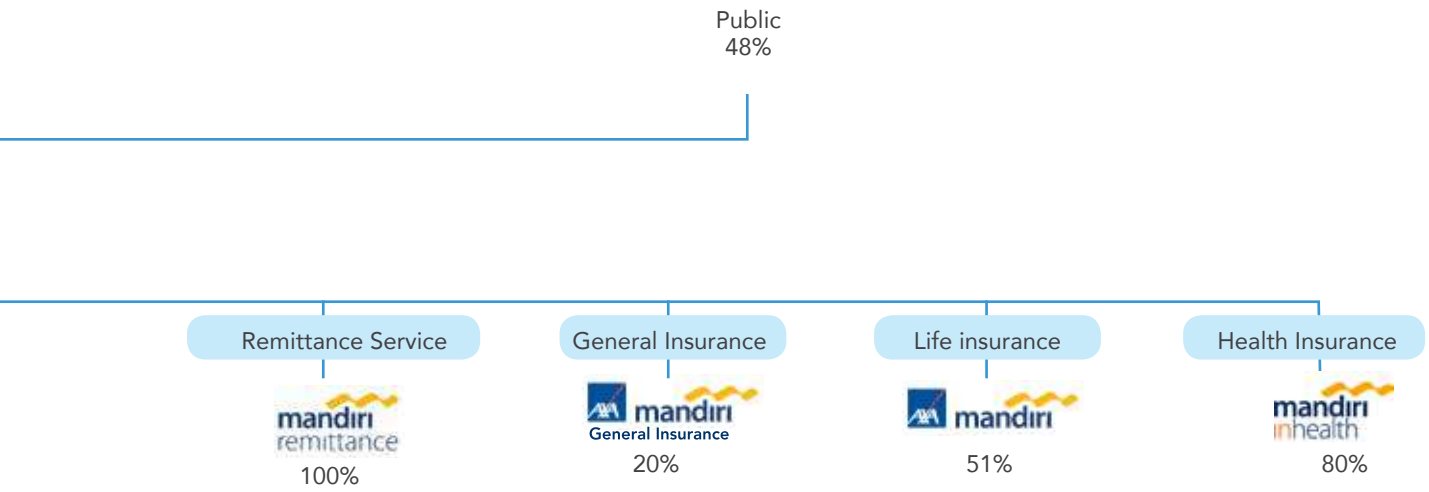 Public
48%
Remittance Service
General Insurance
Life insurance
Health Insurance
mandiri
remittance
100%
AXA mandiri
General Insurance
20%
AXA mandiri
51%
mandiri
inhealth
80%